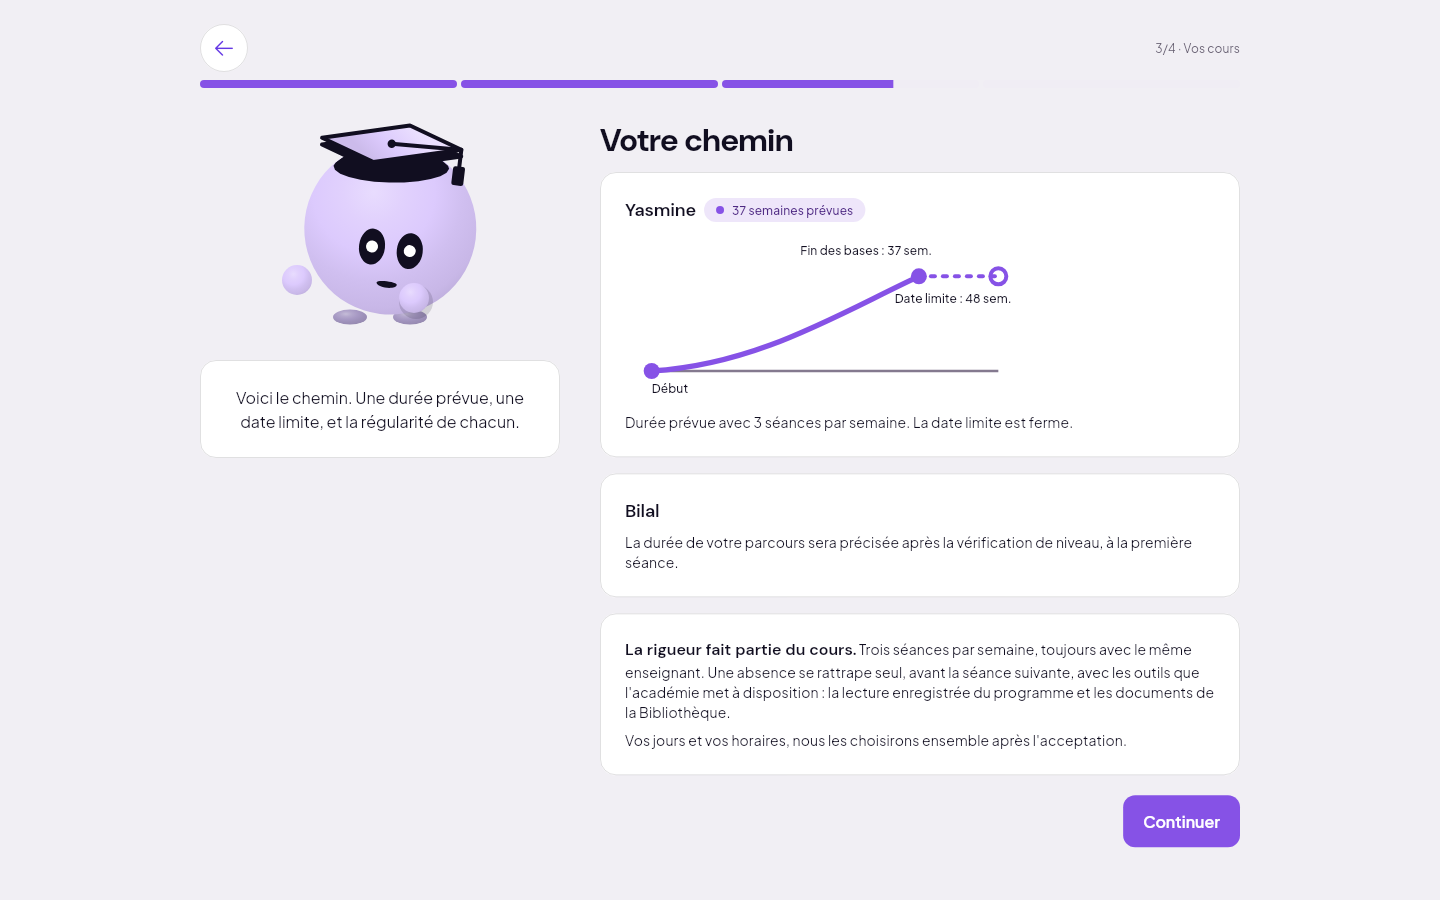 3/4 · Vos cours
Voici le chemin. Une durée prévue, une
date limite, et la régularité de chacun.
Votre chemin
Yasmine
37 semaines prévues
Fin des bases : 37 sem.
Date limite : 48 sem.
Début
Durée prévue avec 3 séances par semaine. La date limite est ferme.
Bilal
La durée de votre parcours sera précisée après la vérification de niveau, à la première
séance.
La rigueur fait partie du cours. Trois séances par semaine, toujours avec le même
enseignant. Une absence se rattrape seul, avant la séance suivante, avec les outils que
l'académie met à disposition : la lecture enregistrée du programme et les documents de
la Bibliothèque.
Vos jours et vos horaires, nous les choisirons ensemble après l'acceptation.
Continuer